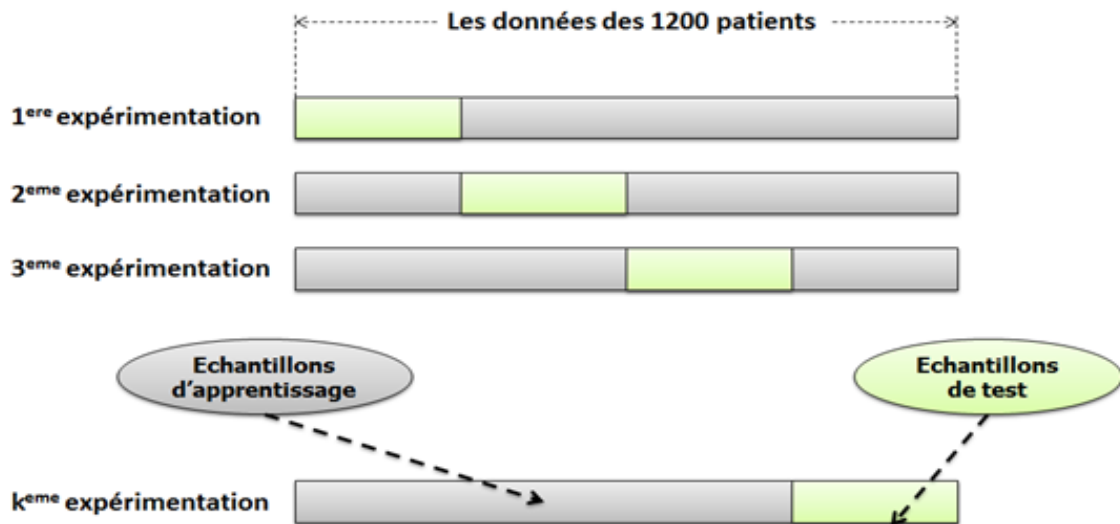 Les données des 1200 patients
1ere expérimentation
2eme expérimentation
3eme expérimentation
Echantillons
d'apprentissage
Echantillons
de test
keme expérimentation